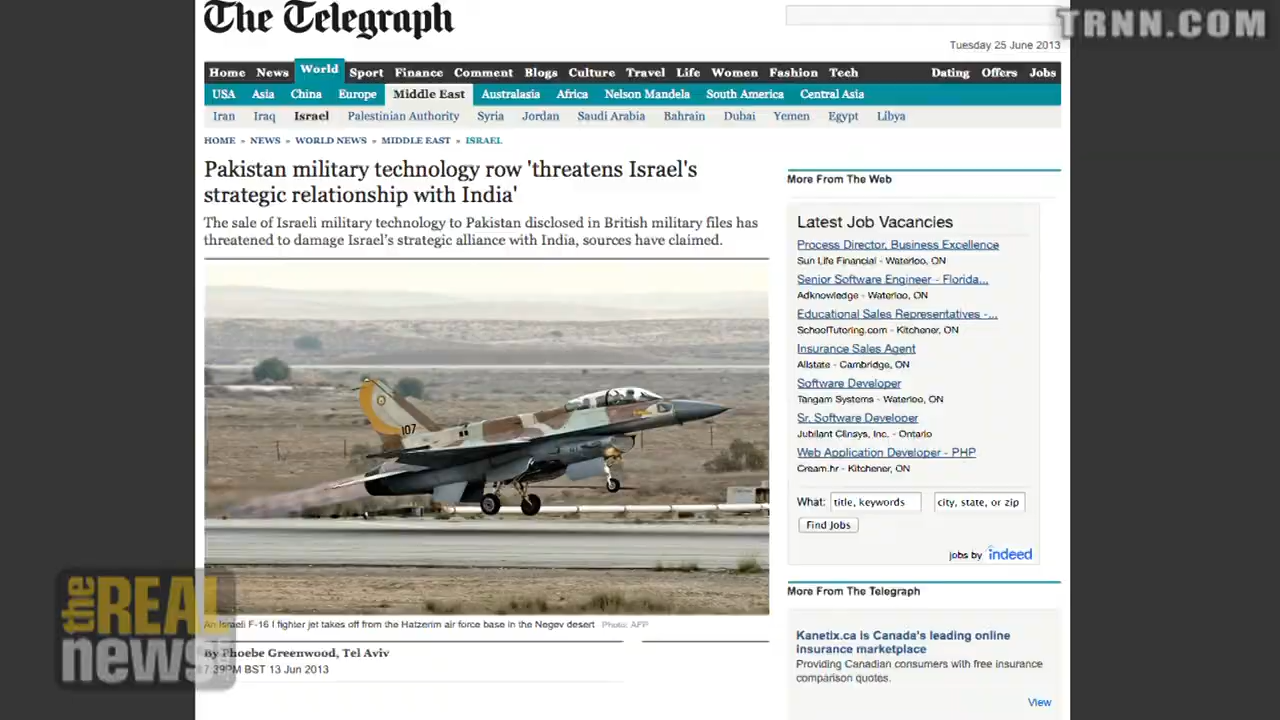 The Telegraph
TRNN.COM
Tuesday 25 June 2013
Home News World Sport Finance Comment Blogs Culture Travel Life Women Fashion Tech Dating Offers Jobs
USA Asia China Europe Middle East Australasia Africa Nelson Mandela South America Central Asia
Iran Iraq Israel Palestinian Authority Syria Jordan Saudi Arabia Bahrain Dubai Yemen Egypt Libya
HOME » NEWS » WORLD NEWS » MIDDLE EAST » ISRAEL
Pakistan military technology row 'threatens Israel's
strategic relationship with India'
The sale of Israeli military technology to Pakistan disclosed in British military files has
threatened to damage Israel's strategic alliance with India, sources have claimed.
107
An Israeli F-16 I fighter jet takes off from the Hatzerim air force base in the Negev desert Photo: AFP
By Phoebe Greenwood, Tel Aviv
7:39PM BST 13 Jun 2013
the REAL
news
More From The Web
Latest Job Vacancies
Process Director, Business Excellence
Sun Life Financial - Waterloo, ON
Senior Software Engineer - Florida...
Adknowledge - Waterloo, ON
Educational Sales Representatives -...
SchoolTutoring.com - Kitchener, ON
Insurance Sales Agent
Allstate - Cambridge, ON
Software Developer
Tangam Systems - Waterloo, ON
Sr. Software Developer
Jubilant Clinsys, Inc. - Ontario
Web Application Developer - PHP
Cream.hr - Kitchener, ON
What: title, keywords city, state, or zip
Find Jobs
jobs by indeed
More From The Telegraph
Kanetix.ca is Canada's leading online
insurance marketplace
Providing Canadian consumers with free insurance
comparison quotes.
View